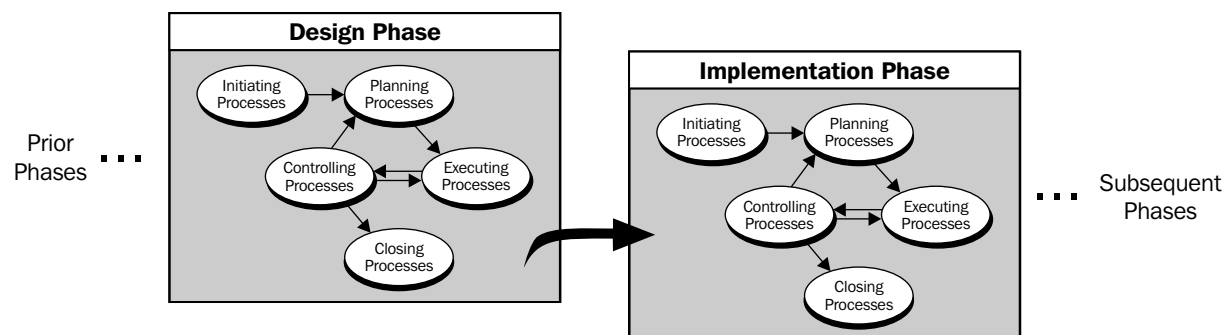 Prior
Phases
Design Phase
Initiating
Processes
Planning
Processes
Controlling
Processes
Executing
Processes
Closing
Processes
Implementation Phase
Initiating
Processes
Planning
Processes
Controlling
Processes
Executing
Processes
Closing
Processes
Subsequent
Phases